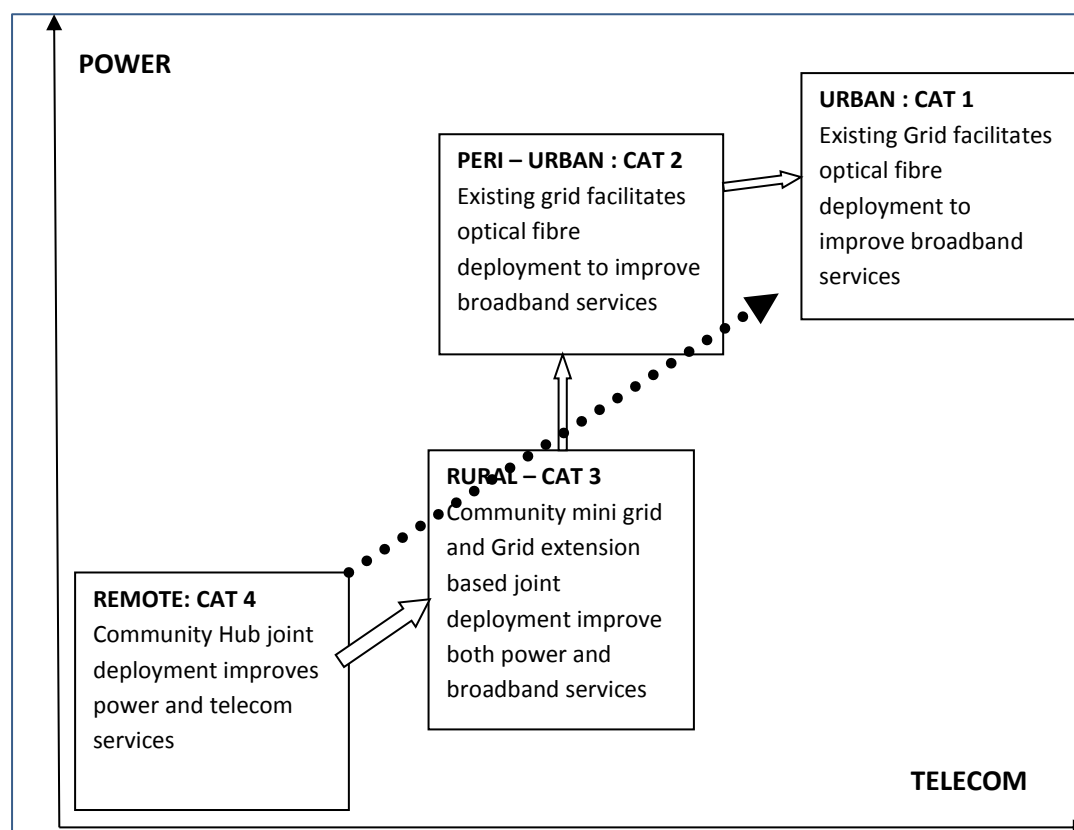 POWER
URBAN : CAT 1
Existing Grid facilitates
optical fibre
deployment to
improve broadband
services
PERI – URBAN : CAT 2
Existing grid facilitates
optical fibre
deployment to improve
broadband services
RURAL – CAT 3
Community mini grid
and Grid extension
based joint
deployment improve
both power and
broadband services
REMOTE: CAT 4
Community Hub joint
deployment improves
power and telecom
services
TELECOM